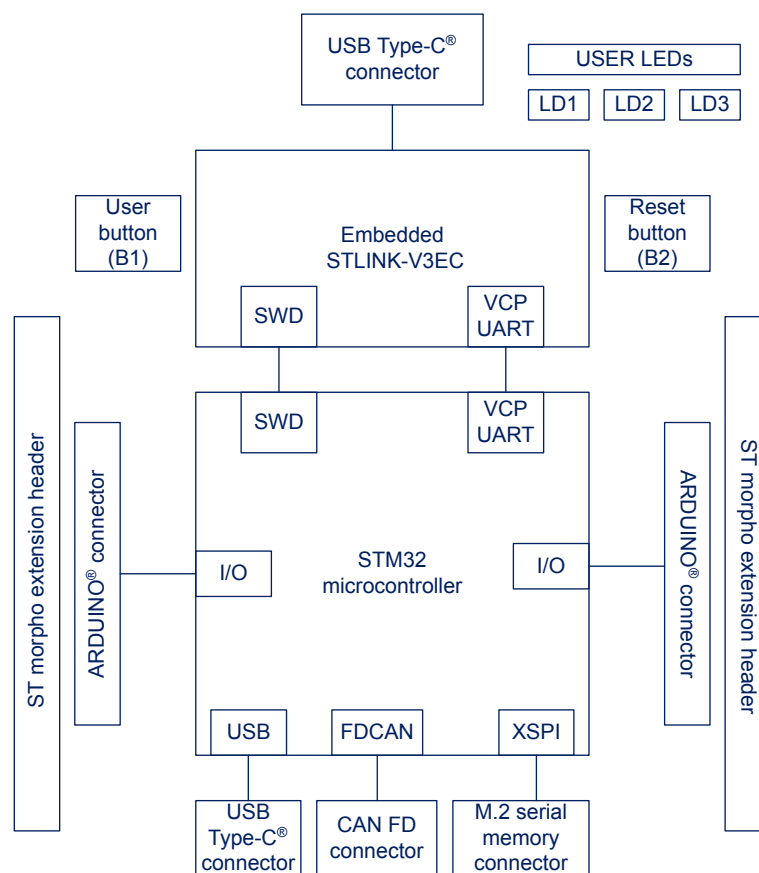 USB Type-C®
connector
USER LEDs
LD1 LD2 LD3
User
button
(B1)
Embedded
STLINK-V3EC
Reset
button
(B2)
SWD
VCP
UART
SWD
VCP
UART
ST morpho extension header
ARDUINO® connector
I/O
STM32
microcontroller
I/O
ARDUINO® connector
ST morpho extension header
USB
FDCAN
XSPI
USB
Type-C®
connector
CAN FD
connector
M.2 serial
memory
connector